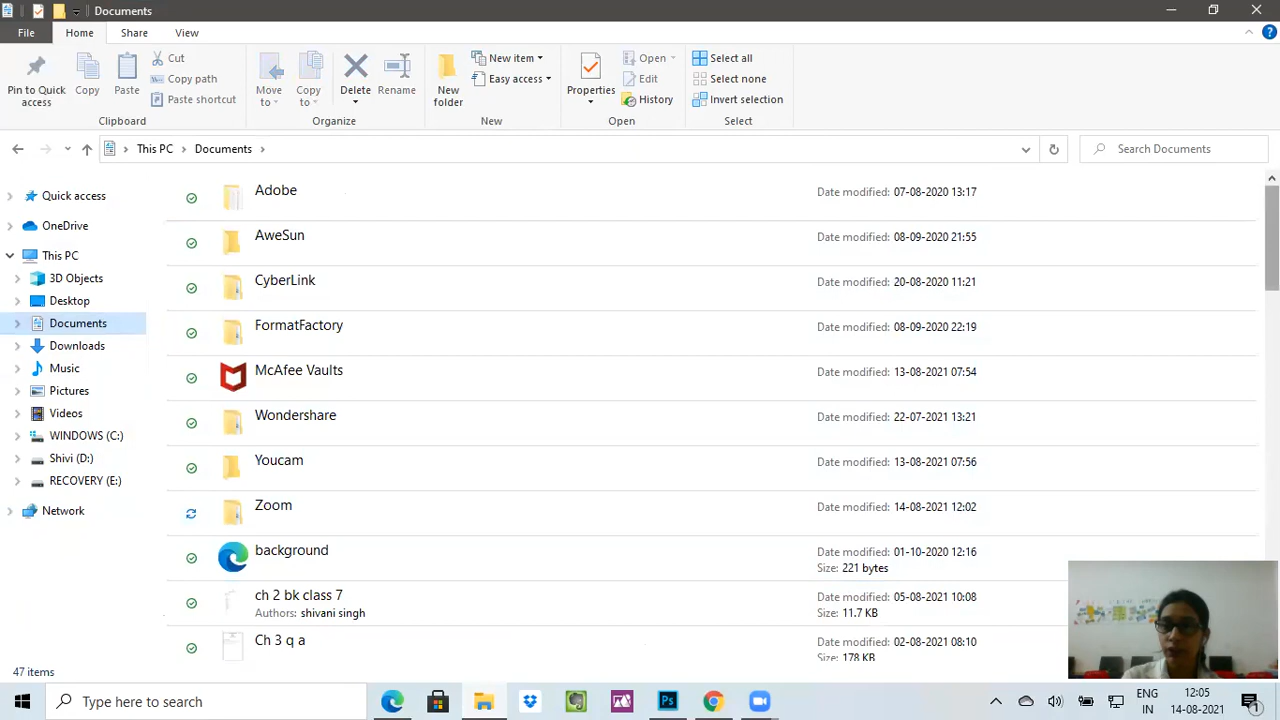 Documents
File Home Share View
Pin to Quick access
Copy
Paste
Cut
Copy path
Paste shortcut
Clipboard
Move to
Copy to
Delete
Rename
Organize
New folder
New item
Easy access
New
Properties
Open
Edit
History
Open
Select all
Select none
Invert selection
Select
This PC > Documents >
Search Documents
Quick access
OneDrive
This PC
3D Objects
Desktop
Documents
Downloads
Music
Pictures
Videos
WINDOWS (C:)
Shivi (D:)
RECOVERY (E:)
Network
Adobe Date modified: 07-08-2020 13:17
AweSun Date modified: 08-09-2020 21:55
CyberLink Date modified: 20-08-2020 11:21
FormatFactory Date modified: 08-09-2020 22:19
McAfee Vaults Date modified: 13-08-2021 07:54
Wondershare Date modified: 22-07-2021 13:21
Youcam Date modified: 13-08-2021 07:56
Zoom Date modified: 14-08-2021 12:02
background Date modified: 01-10-2020 12:16
Size: 221 bytes
ch 2 bk class 7 Date modified: 05-08-2021 10:08
Authors: shivani singh Size: 11.7 KB
Ch 3 q a Date modified: 02-08-2021 08:10
Size: 178 KB
47 items
Type here to search
Ps
ENG
IN
12:05
14-08-2021
1